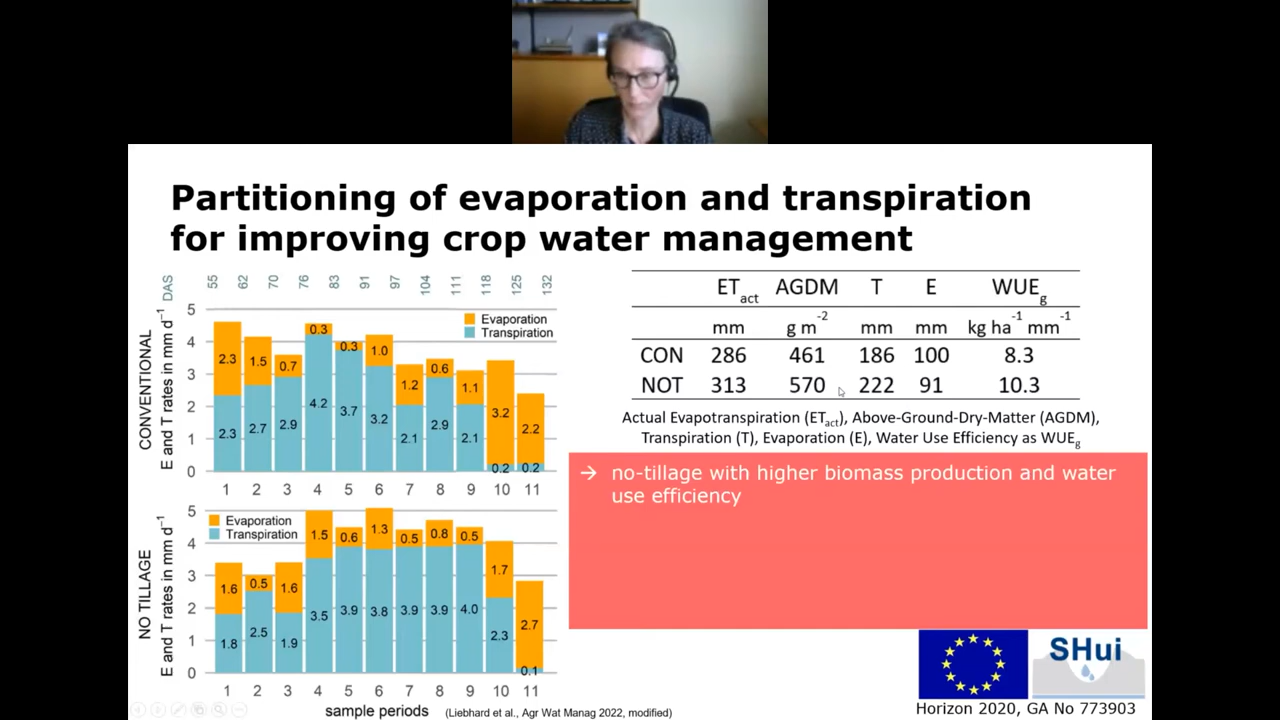 Partitioning of evaporation and transpiration
for improving crop water management
DAS 55 62 70 76 83 91 97 104 111 118 125 132
CONVENTIONAL
E and T rates in mm d⁻¹
5
4
3
2
1
0
Evaporation
Transpiration
2.3 1.5 0.7 0.3 0.3 1.0 1.2 0.6 1.1 3.2 2.2
2.3 2.7 2.9 4.2 3.7 3.2 2.1 2.9 2.1 0.2 0.2
1 2 3 4 5 6 7 8 9 10 11
NO TILLAGE
E and T rates in mm d⁻¹
5
4
3
2
1
0
Evaporation
Transpiration
1.6 0.5 1.6 1.5 0.6 1.3 0.5 0.8 0.5 1.7 2.7
1.8 2.5 1.9 3.5 3.9 3.8 3.9 3.9 4.0 2.3 0.1
1 2 3 4 5 6 7 8 9 10 11
sample periods (Liebhard et al., Agr Wat Manag 2022, modified)
ETact AGDM T E WUEg
mm g m⁻² mm mm kg ha⁻¹ mm⁻¹
CON 286 461 186 100 8.3
NOT 313 570 222 91 10.3
Actual Evapotranspiration (ETact), Above-Ground-Dry-Matter (AGDM),
Transpiration (T), Evaporation (E), Water Use Efficiency as WUEg
→ no-tillage with higher biomass production and water
use efficiency
SHui
Horizon 2020, GA No 773903